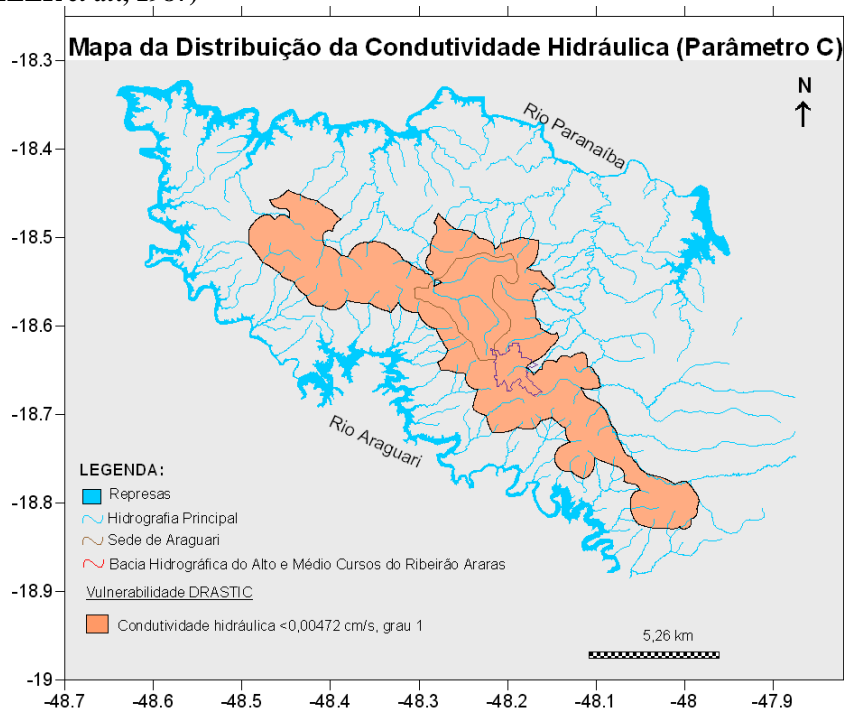 Mapa da Distribuição da Condutividade Hidráulica (Parâmetro C)
N
Rio Paranaíba
Rio Araguari
-18.3
-18.4
-18.5
-18.6
-18.7
-18.8
-18.9
-19
LEGENDA:
Represas
Hidrografia Principal
Sede de Araguari
Bacia Hidrográfica do Alto e Médio Cursos do Ribeirão Araras
Vulnerabilidade DRASTIC
Condutividade hidráulica <0,00472 cm/s, grau 1
5,26 km
-48.7 -48.6 -48.5 -48.4 -48.3 -48.2 -48.1 -48 -47.9